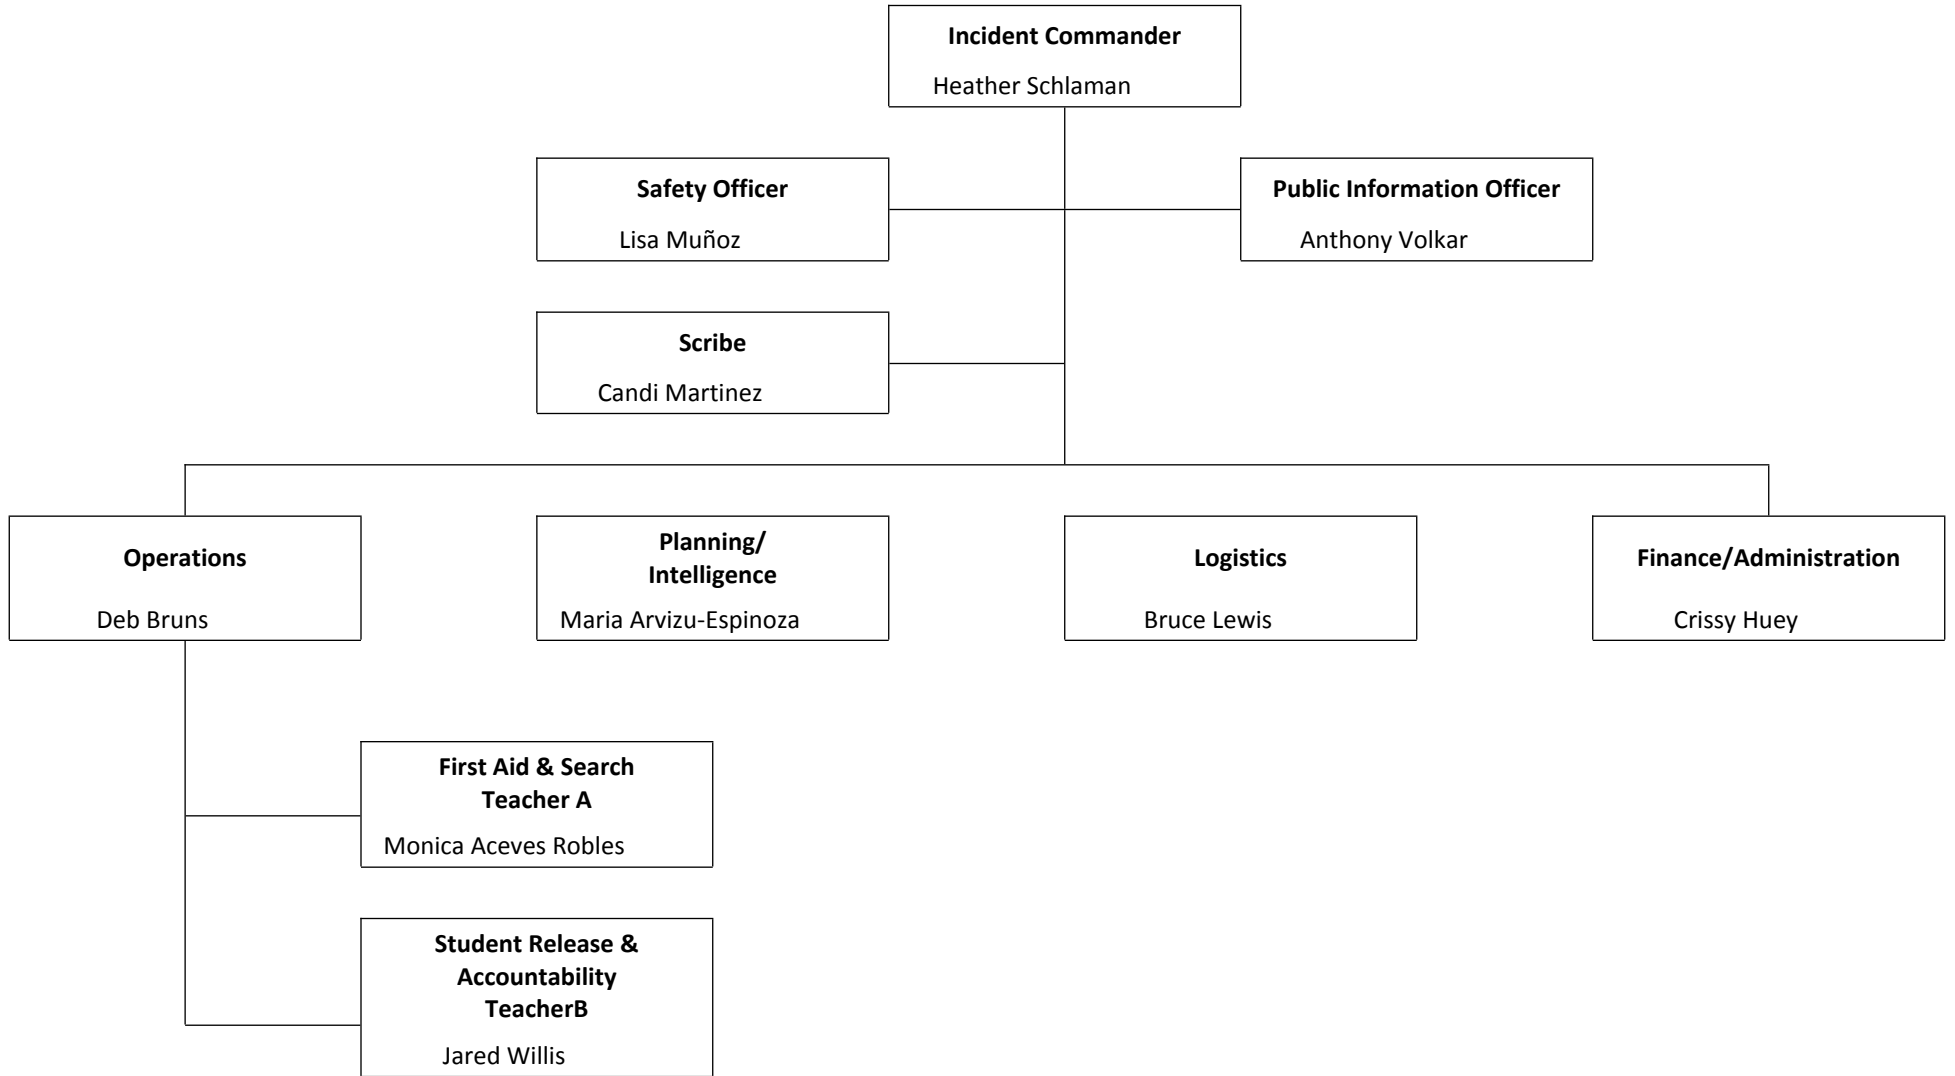 Incident Commander
Heather Schlaman
Safety Officer
Lisa Muñoz
Public Information Officer
Anthony Volkar
Scribe
Candi Martinez
Operations
Deb Bruns
Planning/
Intelligence
Maria Arvizu-Espinoza
Logistics
Bruce Lewis
Finance/Administration
Crissy Huey
First Aid & Search
Teacher A
Monica Aceves Robles
Student Release &
Accountability
TeacherB
Jared Willis